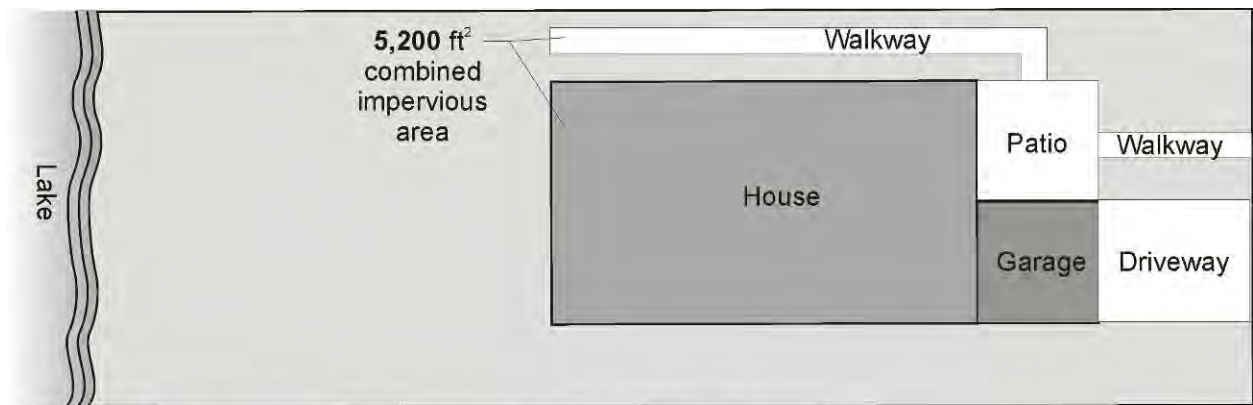 5,200 ft²
combined
impervious
area
Walkway
Lake
House
Patio
Walkway
Garage
Driveway